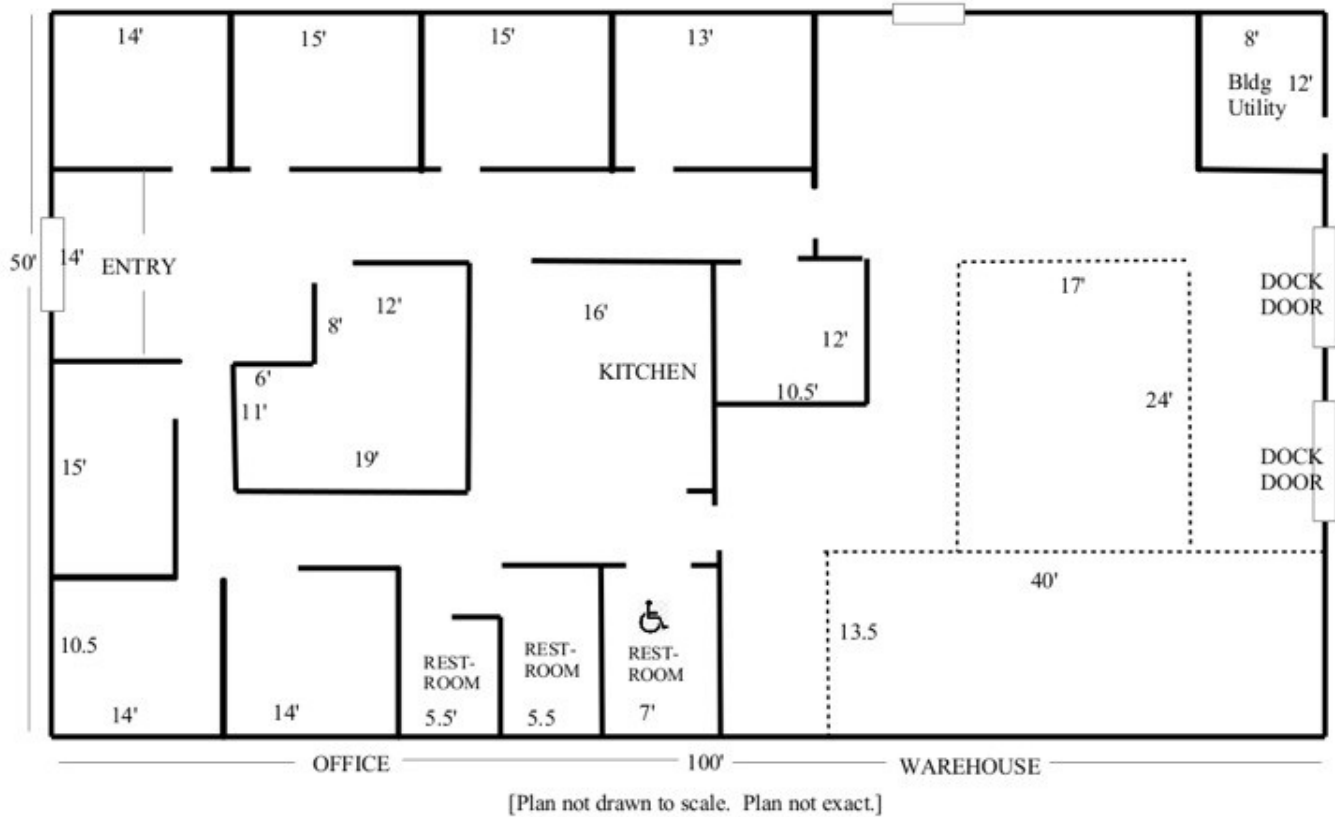 14'
15'
15'
13'
8'
Bldg 12'
Utility
50'
14'
ENTRY
12'
8'
6'
11'
19'
16'
KITCHEN
12'
10.5'
17'
24'
DOCK
DOOR
DOCK
DOOR
15'
10.5
14'
14'
REST-
ROOM
5.5'
REST-
ROOM
5.5
REST-
ROOM
7'
40'
13.5
OFFICE
100'
WAREHOUSE
[Plan not drawn to scale. Plan not exact.]